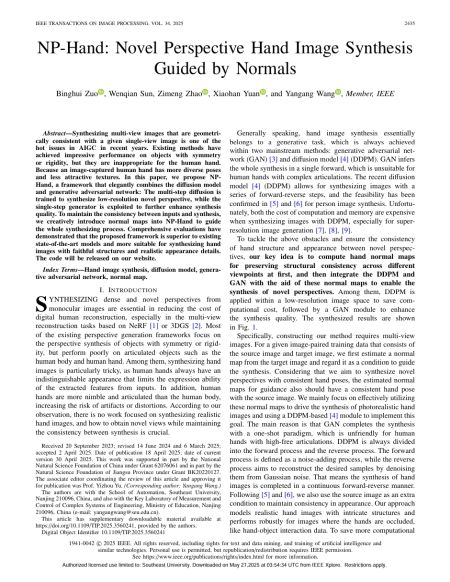 IEEE TRANSACTIONS ON IMAGE PROCESSING, VOL. 34, 2025
2435
NP-Hand: Novel Perspective Hand Image Synthesis
Guided by Normals
Binghui Zuo, Wenqian Sun, Zimeng Zhao, Xiaohan Yuan, and Yangang Wang, Member, IEEE
Abstract—Synthesizing multi-view images that are geometri-
cally consistent with a given single-view image is one of the
hot issues in AIGC in recent years. Existing methods have
achieved impressive performance on objects with symmetry
or rigidity, but they are inappropriate for the human hand.
Because an image-captured human hand has more diverse poses
and less attractive textures. In this paper, we propose NP-
Hand, a framework that elegantly combines the diffusion model
and generative adversarial network: The multi-step diffusion is
trained to synthesize low-resolution novel perspective, while the
single-step generator is exploited to further enhance synthesis
quality. To maintain the consistency between inputs and synthesis,
we creatively introduce normal maps into NP-Hand to guide
the whole synthesizing process. Comprehensive evaluations have
demonstrated that the proposed framework is superior to existing
state-of-the-art models and more suitable for synthesizing hand
images with faithful structures and realistic appearance details.
The code will be released on our website.
Index Terms—Hand image synthesis, diffusion model, genera-
tive adversarial network, normal map.
I. INTRODUCTION
SYNTHESIZING dense and novel perspectives from
monocular images are essential in reducing the cost of
digital human reconstruction, especially in the multi-view
reconstruction tasks based on NeRF [1] or 3DGS [2]. Most
of the existing perspective generation frameworks focus on
the perspective synthesis of objects with symmetry or rigid-
ity, but perform poorly on articulated objects such as the
human body and human hand. Among them, synthesizing hand
images is particularly tricky, as human hands always have an
indistinguishable appearance that limits the expression ability
of the extracted features from inputs. In addition, human
hands are more nimble and articulated than the human body,
increasing the risk of artifacts or distortions. According to our
observation, there is no work focused on synthesizing realistic
hand images, and how to obtain novel views while maintaining
the consistency between synthesis is crucial.
Received 20 September 2023; revised 14 June 2024 and 6 March 2025;
accepted 2 April 2025. Date of publication 18 April 2025; date of current
version 30 April 2025. This work was supported in part by the National
Natural Science Foundation of China under Grant 62076061 and in part by the
Natural Science Foundation of Jiangsu Province under Grant BK20220127.
The associate editor coordinating the review of this article and approving it
for publication was Prof. Yizhou Yu. (Corresponding author: Yangang Wang.)
The authors are with the School of Automation, Southeast University,
Nanjing 210096, China, and also with the Key Laboratory of Measurement and
Control of Complex Systems of Engineering, Ministry of Education, Nanjing
210096, China (e-mail: yangangwang@seu.edu.cn).
This article has supplementary downloadable material available at
https://doi.org/10.1109/TIP.2025.3560241, provided by the authors.
Digital Object Identifier 10.1109/TIP.2025.3560241
Generally speaking, hand image synthesis essentially
belongs to a generative task, which is always achieved
within two mainstream methods: generative adversarial net-
work (GAN) [3] and diffusion model [4] (DDPM). GAN infers
the whole synthesis in a single forward, which is unsuitable for
human hands with complex articulations. The recent diffusion
model [4] (DDPM) allows for synthesizing images with a
series of forward-reverse steps, and the feasibility has been
confirmed in [5] and [6] for person image synthesis. Unfortu-
nately, both the cost of computation and memory are expensive
when synthesizing images with DDPM, especially for super-
resolution image generation [7], [8], [9].
To tackle the above obstacles and ensure the consistency
of hand structure and appearance between novel perspec-
tives, our key idea is to compute hand normal maps
for preserving structural consistency across different
viewpoints at first, and then integrate the DDPM and
GAN with the aid of these normal maps to enable the
synthesis of novel perspectives. Among them, DDPM is
applied within a low-resolution image space to save com-
putational cost, followed by a GAN module to enhance
the synthesis quality. The synthesized results are shown
in Fig. 1.
Specifically, constructing our method requires multi-view
images. For a given image-paired training data that consists of
the source image and target image, we first estimate a normal
map from the target image and regard it as a condition to guide
the synthesis. Considering that we aim to synthesize novel
perspectives with consistent hand poses, the estimated normal
maps for guidance also should have a consistent hand pose
with the source image. We mainly focus on effectively utilizing
these normal maps to drive the synthesis of photorealistic hand
images and using a DDPM-based [4] module to implement this
goal. The main reason is that GAN completes the synthesis
with a one-shot paradigm, which is unfriendly for human
hands with high-free articulations. DDPM is always divided
into the forward process and the reverse process. The forward
process is defined as a noise-adding process, while the reverse
process aims to reconstruct the desired samples by denoising
them from Gaussian noise. That means the synthesis of hand
images is completed in a continuous forward-reverse manner.
Following [5] and [6], we also use the source image as an extra
condition to maintain consistency in appearance. Our approach
models realistic hand images with intricate structures and
performs robustly for images where the hands are occluded,
like hand-object interaction data. To save more computational
1941-0042 © 2025 IEEE. All rights reserved, including rights for text and data mining, and training of artificial intelligence and
similar technologies. Personal use is permitted, but republication/redistribution requires IEEE permission.
See https://www.ieee.org/publications/rights/index.html for more information.
Authorized licensed use limited to: Southeast University. Downloaded on May 27,2025 at 03:54:34 UTC from IEEE Xplore. Restrictions apply.